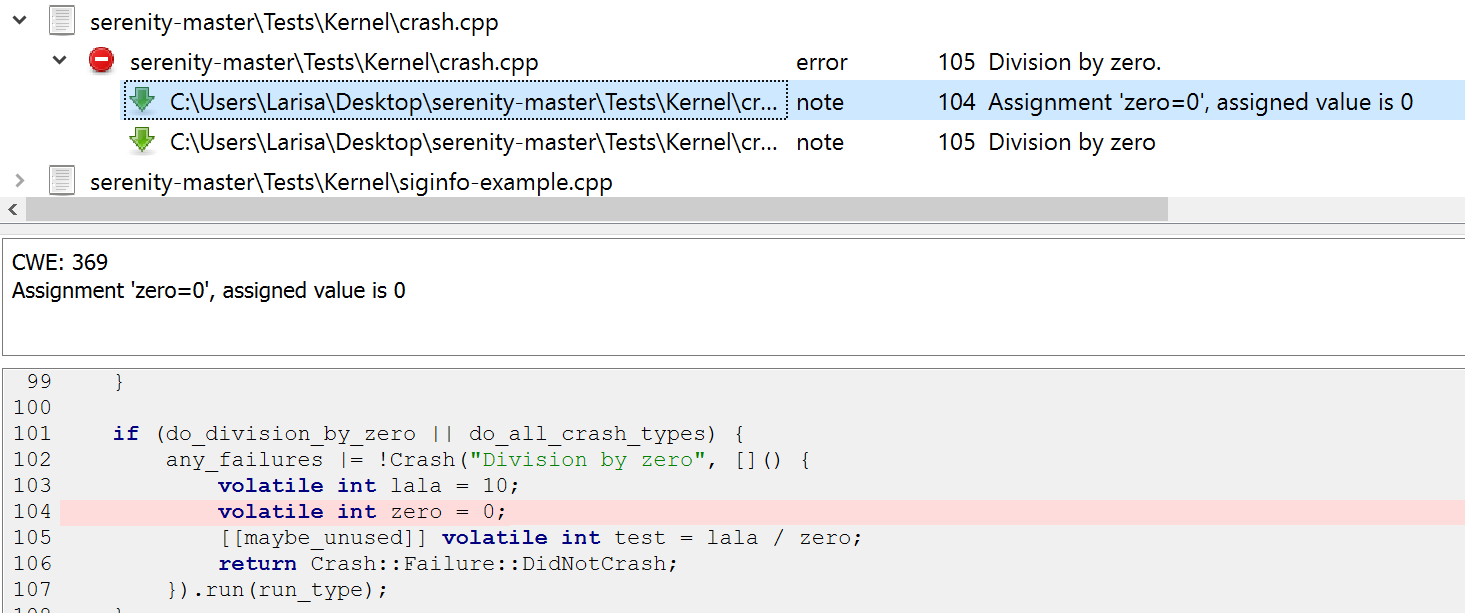 serenity-master\Tests\Kernel\crash.cpp
serenity-master\Tests\Kernel\crash.cpp error 105 Division by zero.
C:\Users\Larisa\Desktop\serenity-master\Tests\Kernel\cr... note 104 Assignment 'zero=0', assigned value is 0
C:\Users\Larisa\Desktop\serenity-master\Tests\Kernel\cr... note 105 Division by zero
serenity-master\Tests\Kernel\siginfo-example.cpp
CWE: 369
Assignment 'zero=0', assigned value is 0
99 }
100
101 if (do_division_by_zero || do_all_crash_types) {
102 any_failures |= !Crash("Division by zero", []() {
103 volatile int lala = 10;
104 volatile int zero = 0;
105 [[maybe_unused]] volatile int test = lala / zero;
106 return Crash::Failure::DidNotCrash;
107 }).run(run_type);